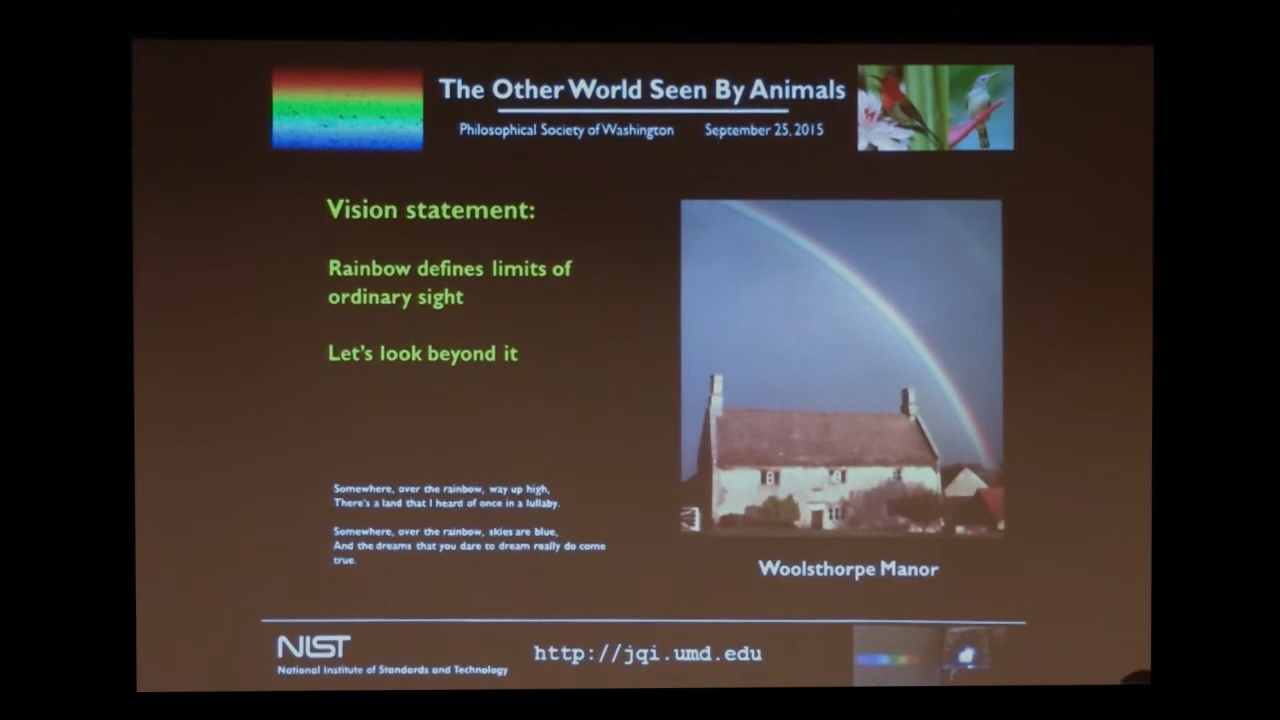 The Other World Seen By Animals
Philosophical Society of Washington September 25, 2015
Vision statement:
Rainbow defines limits of
ordinary sight
Let's look beyond it
Somewhere, over the rainbow, way up high,
There's a land that I heard of once in a lullaby.
Somewhere, over the rainbow, skies are blue,
And the dreams that you dare to dream really do come
true.
Woolsthorpe Manor
NIST
National Institute of Standards and Technology
http://jqi.umd.edu